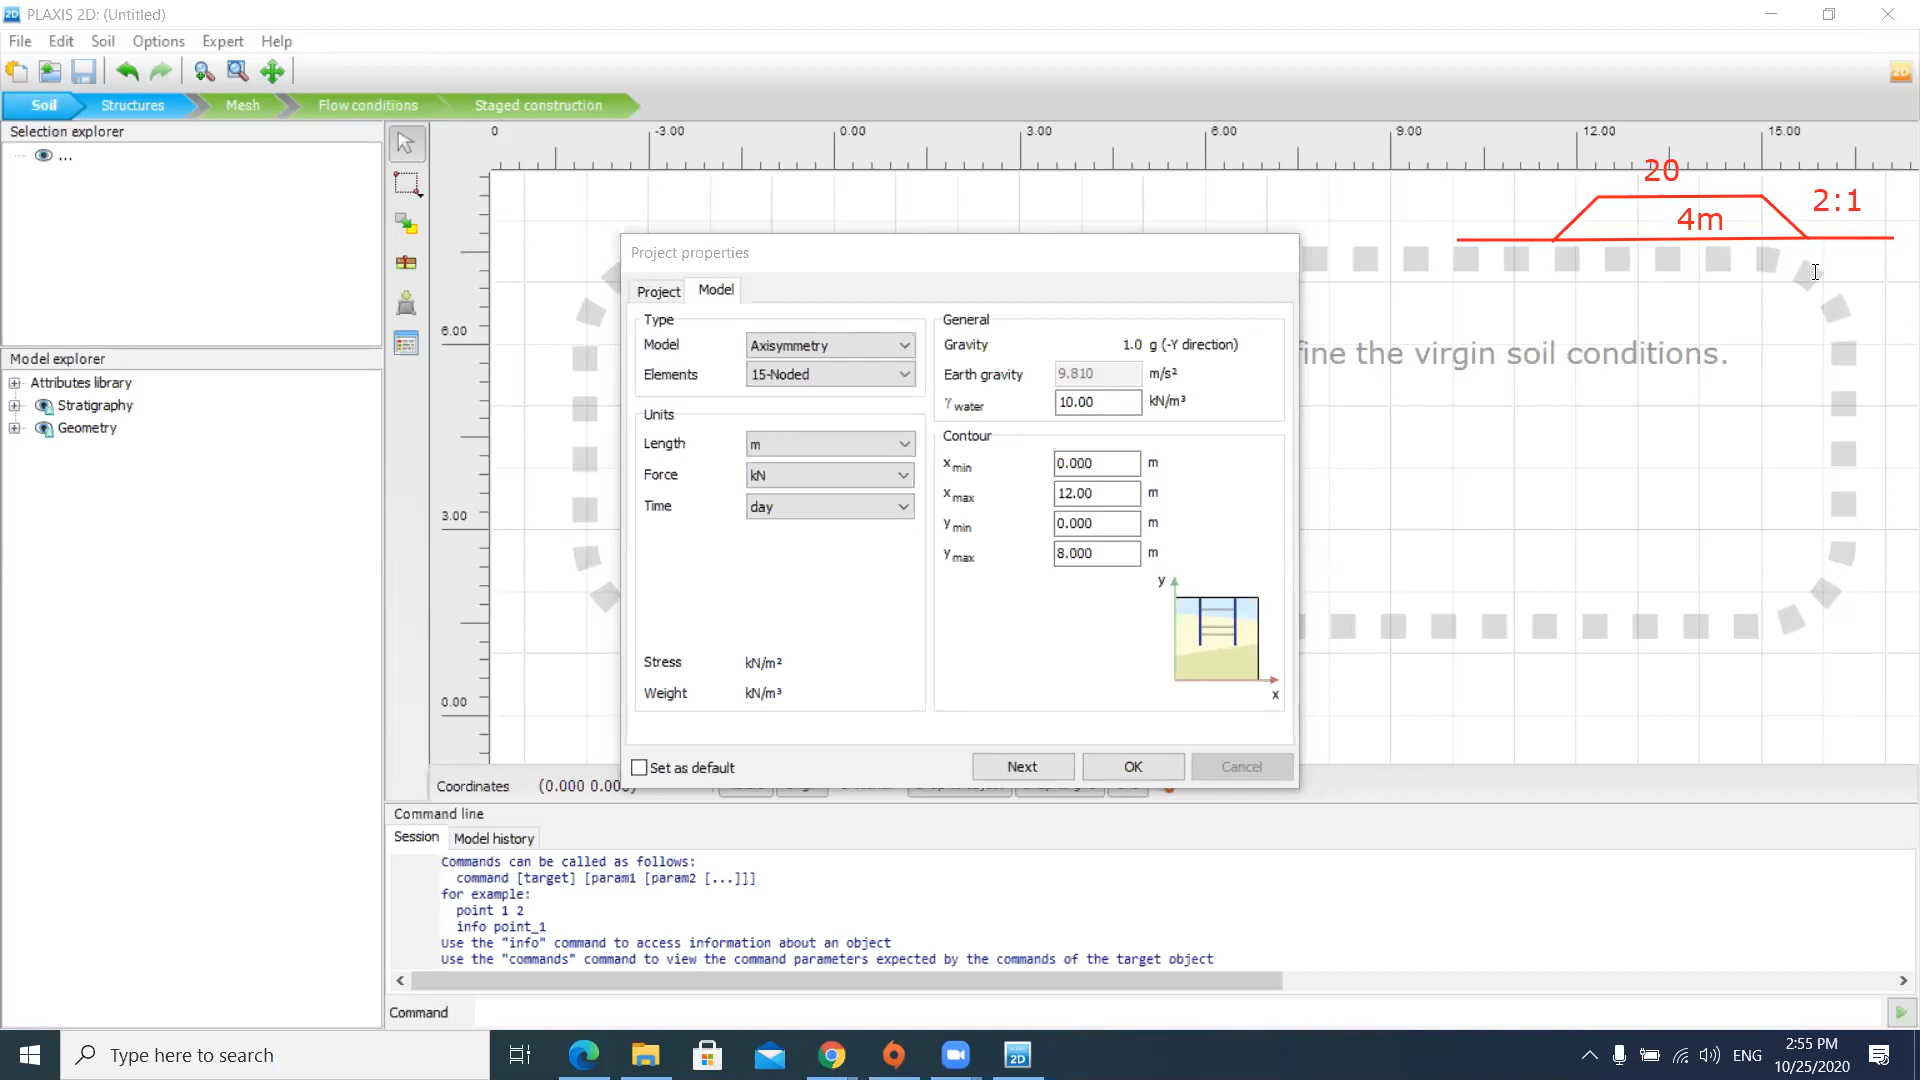 PLAXIS 2D: (Untitled)
File Edit Soil Options Expert Help
2D
Soil Structures Mesh Flow conditions Staged construction
Selection explorer
...
Model explorer
Attributes library
Stratigraphy
Geometry
0 -3.00 0.00 3.00 6.00 9.00 12.00 15.00
6.00
3.00
0.00
20
4m
2:1
fine the virgin soil conditions.
Project properties
Project Model
Type
Model Axisymmetry
Elements 15-Noded
Units
Length m
Force kN
Time day
Stress kN/m²
Weight kN/m³
General
Gravity 1.0 g (-Y direction)
Earth gravity 9.810 m/s²
γ water 10.00 kN/m³
Contour
x min 0.000 m
x max 12.00 m
y min 0.000 m
y max 8.000 m
y
x
Set as default Next OK Cancel
Coordinates (0.000 0.000)
Command line
Session Model history
Commands can be called as follows:
command [target] [param1 [param2 [...]]]
for example:
point 1 2
info point_1
Use the "info" command to access information about an object
Use the "commands" command to view the command parameters expected by the commands of the target object
Command
Type here to search
2D
ENG
2:55 PM
10/25/2020